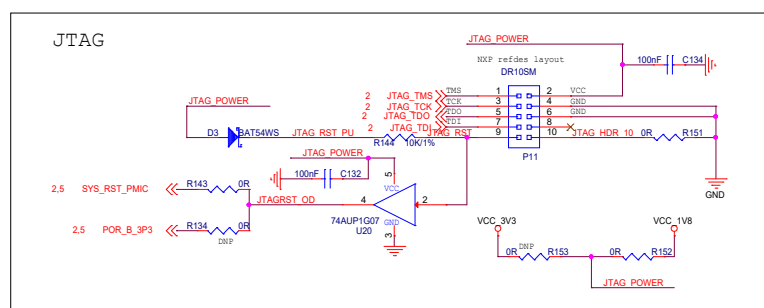 JTAG
JTAG_POWER
NXP refdes layout
DR10SM
100nF C134
JTAG_POWER
2 JTAG_TMS TMS 1 2 VCC
2 JTAG_TCK TCK 3 4 GND
2 JTAG_TDO TDO 5 6 GND
2 JTAG_TDI TDI 7 8
D3 BAT54WS JTAG_RST_PU R144 10K/1% JTAG_RST 9 10 JTAG_HDR_10 0R R151
P11
JTAG_POWER
100nF C132
5
VCC
2,5 SYS_RST_PMIC R143 0R
JTAGRST_OD 4 2
GND
74AUP1G07
U20
3
2,5 POR_B_3P3 R134 0R
DNP
GND
VCC_3V3 VCC_1V8
DNP
0R R153 0R R152
JTAG_POWER